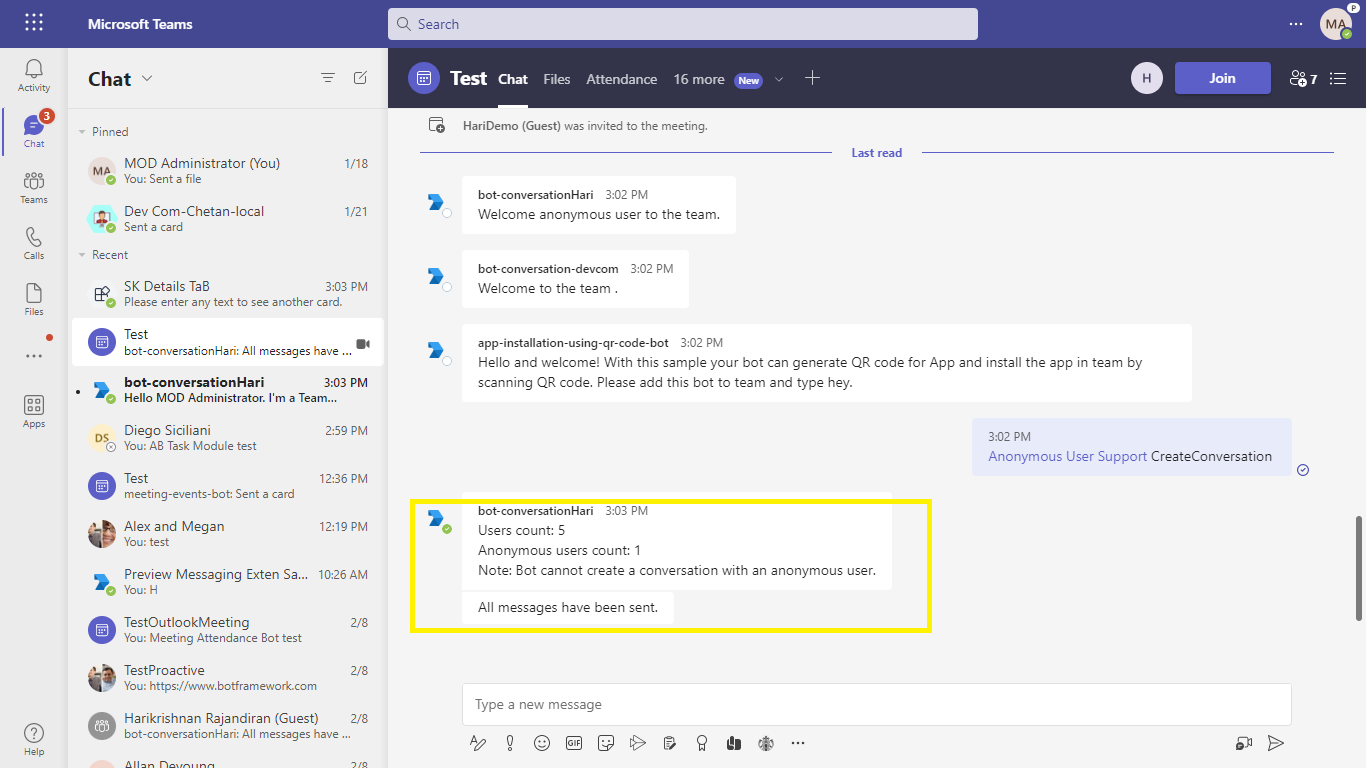 Microsoft Teams
Search
MA
P
Activity
3
Chat
Teams
Calls
Files
Apps
Help
Chat
Pinned
MA
MOD Administrator (You) 1/18
You: Sent a file
Dev Com-Chetan-local 1/21
Sent a card
Recent
SK Details TaB 3:03 PM
Please enter any text to see another card.
Test
bot-conversationHari: All messages have ...
bot-conversationHari 3:03 PM
Hello MOD Administrator. I'm a Team...
DS
Diego Siciliani 2:59 PM
You: AB Task Module test
Test 12:36 PM
meeting-events-bot: Sent a card
Alex and Megan 12:19 PM
You: test
Preview Messaging Exten Sa... 10:26 AM
You: H
TestOutlookMeeting 2/8
You: Meeting Attendance Bot test
TestProactive 2/8
You: https://www.botframework.com
Harikrishnan Rajandiran (Guest) 2/8
bot-conversationHari: All messages have ...
Allan Deyoung 2/8
Test Chat Files Attendance 16 more New
H Join 7
HariDemo (Guest) was invited to the meeting.
Last read
bot-conversationHari 3:02 PM
Welcome anonymous user to the team.
bot-conversation-devcom 3:02 PM
Welcome to the team .
app-installation-using-qr-code-bot 3:02 PM
Hello and welcome! With this sample your bot can generate QR code for App and install the app in team by
scanning QR code. Please add this bot to team and type hey.
3:02 PM
Anonymous User Support CreateConversation
bot-conversationHari 3:03 PM
Users count: 5
Anonymous users count: 1
Note: Bot cannot create a conversation with an anonymous user.
All messages have been sent.
Type a new message
GIF